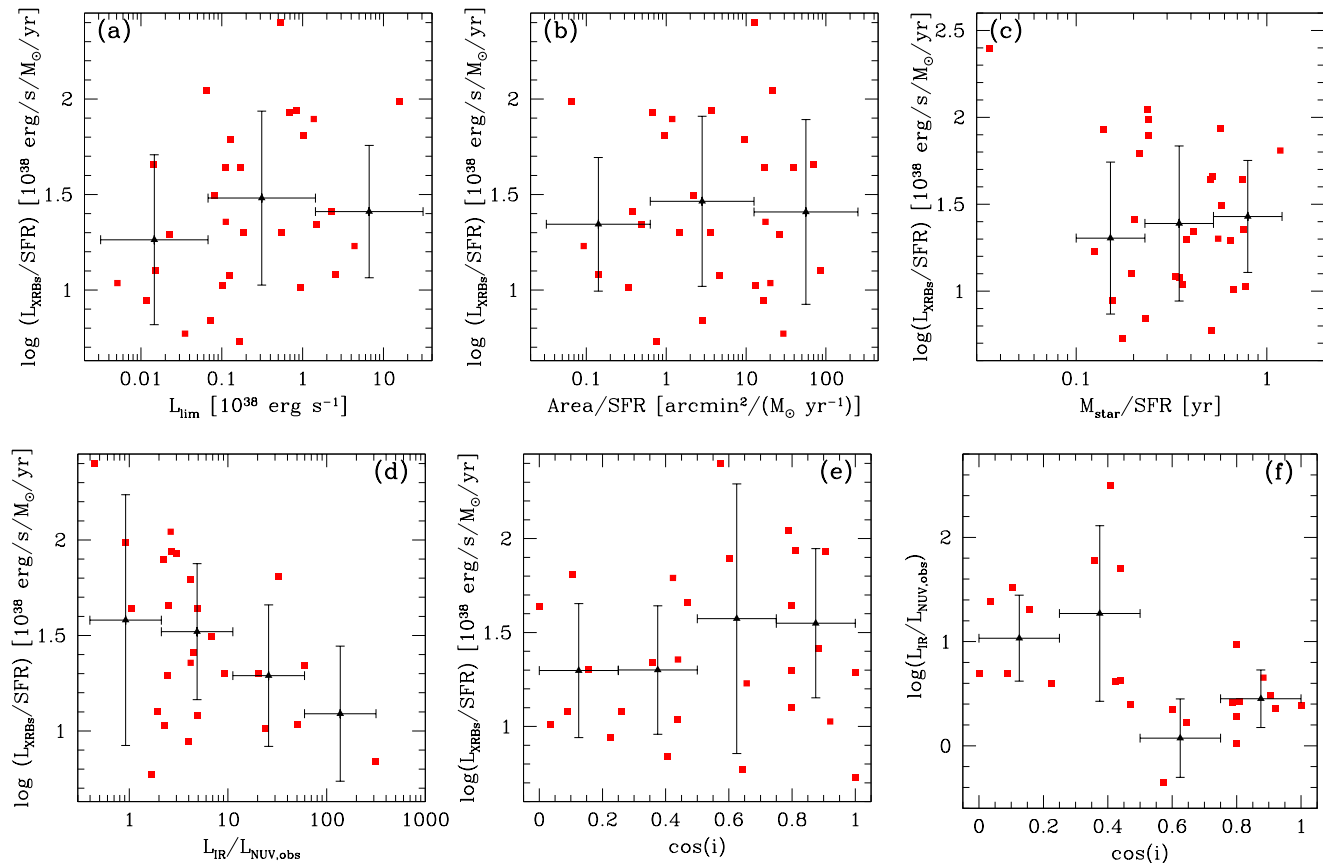 (a)
log (L_XRBs/SFR) [10^38 erg/s/M_⊙/yr]
2
1.5
1
0.01 0.1 1 10
L_lim [10^38 erg s^−1]
(b)
log (L_XRBs/SFR) [10^38 erg/s/M_⊙/yr]
2
1.5
1
0.1 1 10 100
Area/SFR [arcmin^2/(M_⊙ yr^−1)]
(c)
log(L_XRBs/SFR) [10^38 erg/s/M_⊙/yr]
2.5
2
1.5
1
0.1 1
M_star/SFR [yr]
(d)
log (L_XRBs/SFR) [10^38 erg/s/M_⊙/yr]
2
1.5
1
1 10 100 1000
L_IR/L_NUV,obs
(e)
log(L_XRBs/SFR) [10^38 erg/s/M_⊙/yr]
2
1.5
1
0 0.2 0.4 0.6 0.8 1
cos(i)
(f)
log(L_IR/L_NUV,obs)
2
1
0
0 0.2 0.4 0.6 0.8 1
cos(i)